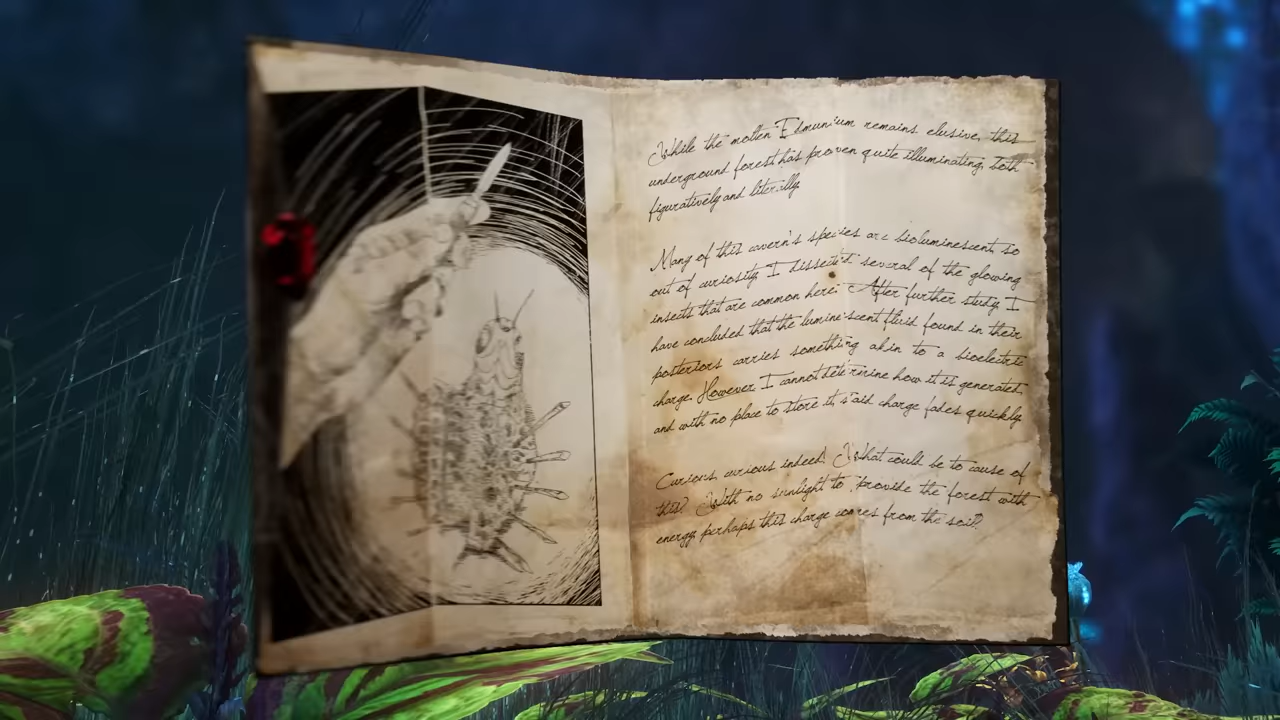 While the molten Edmunium remains elusive, this
underground forest has proven quite illuminating, both
figuratively and literally.
Many of this cavern's species are bioluminescent, so
out of curiosity I dissected several of the glowing
insects that are common here. After further study, I
have concluded that the luminescent fluid found in their
posteriors carries something akin to a bioelectric
charge. However I cannot determine how it is generated,
and with no place to store it, said charge fades quickly.
Curious, curious indeed! What could be to cause of
this? With no sunlight to provide the forest with
energy, perhaps this charge comes from the soil?